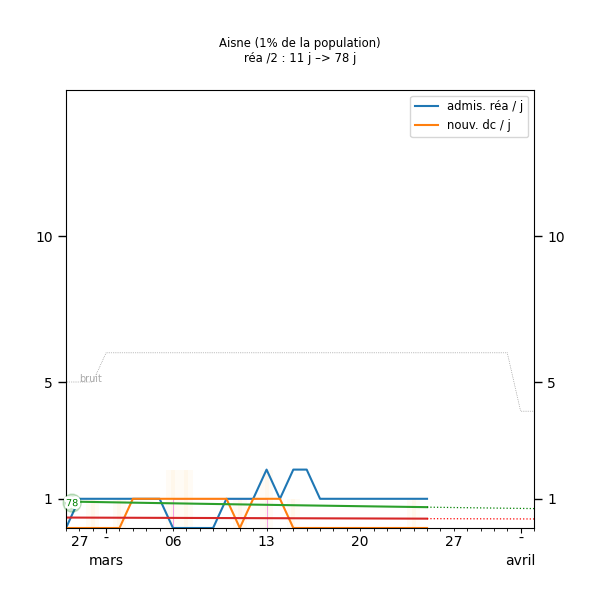 Aisne (1% de la population)
réa /2 : 11 j –> 78 j
admis. réa / j
nouv. dc / j
10 10
bruit
5 5
78
1 1
27 - 06 13 20 27 -
mars avril